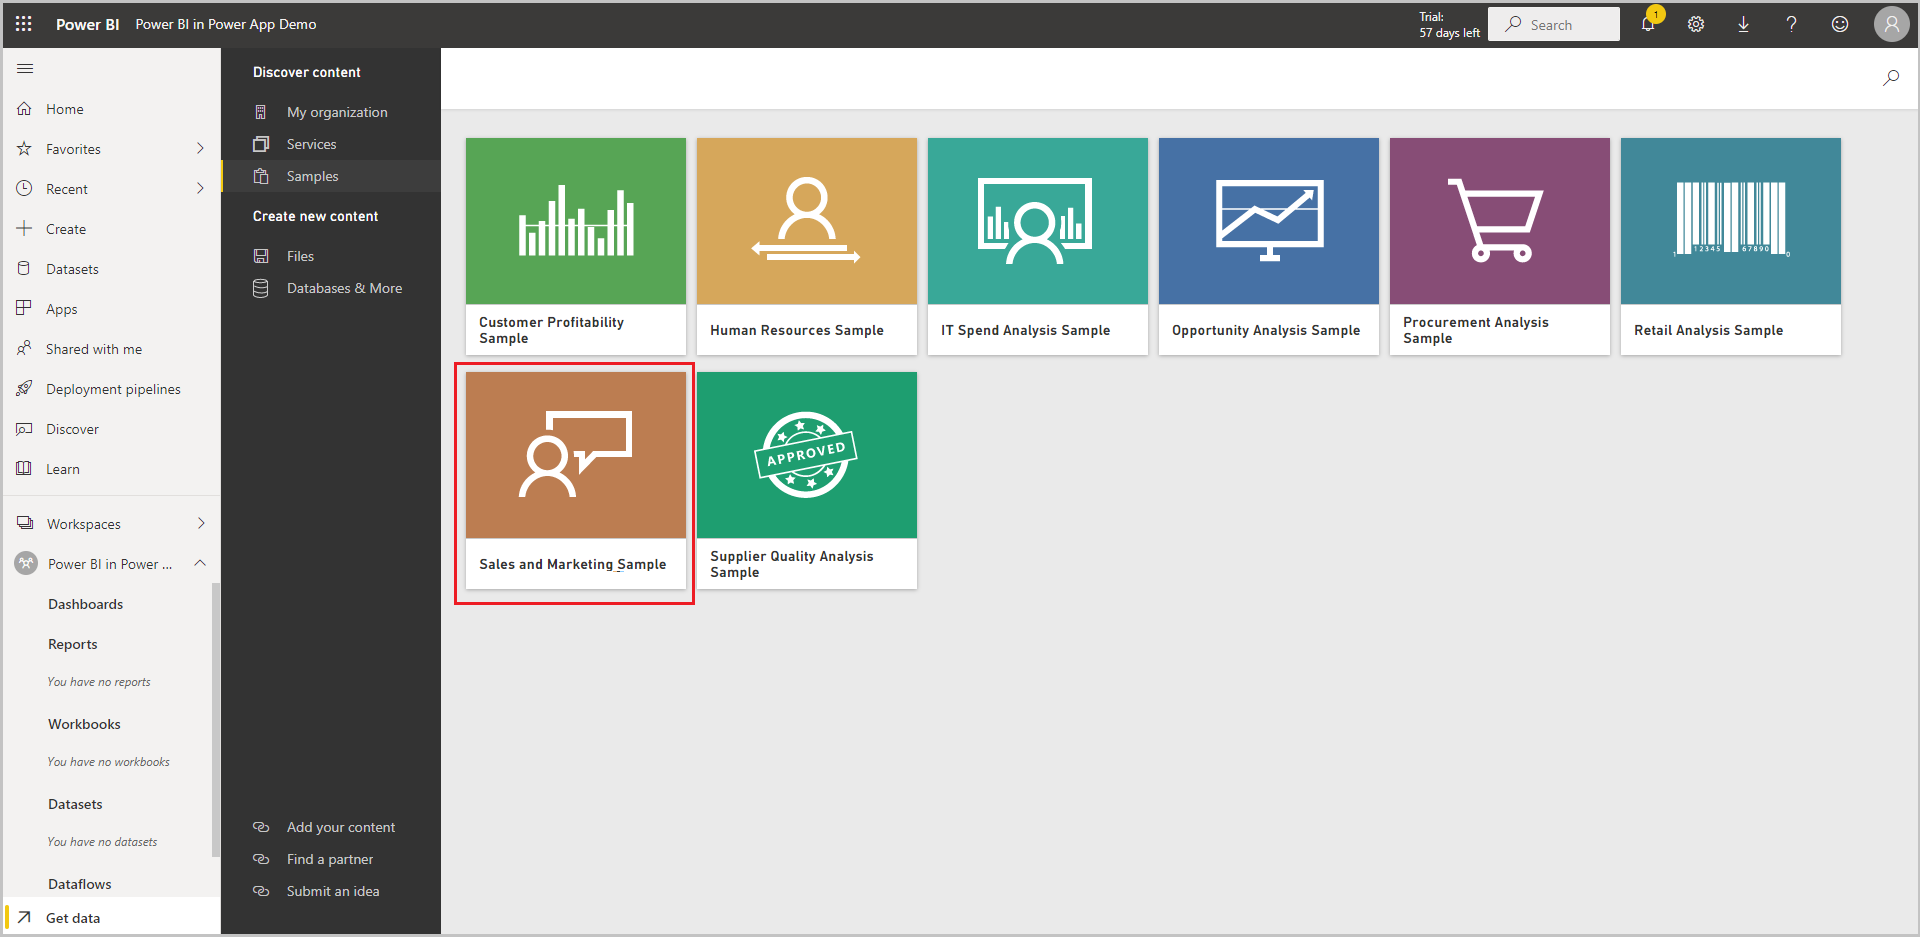 Power BI Power BI in Power App Demo
Trial:
57 days left
Search
1
Home
Favorites
Recent
Create
Datasets
Apps
Shared with me
Deployment pipelines
Discover
Learn
Workspaces
Power BI in Power ...
Dashboards
Reports
You have no reports
Workbooks
You have no workbooks
Datasets
You have no datasets
Dataflows
Get data
Discover content
My organization
Services
Samples
Create new content
Files
Databases & More
Add your content
Find a partner
Submit an idea
Customer Profitability
Sample
Human Resources Sample
IT Spend Analysis Sample
Opportunity Analysis Sample
Procurement Analysis
Sample
1 12345 67890 0
Retail Analysis Sample
Sales and Marketing Sample
APPROVED
Supplier Quality Analysis
Sample